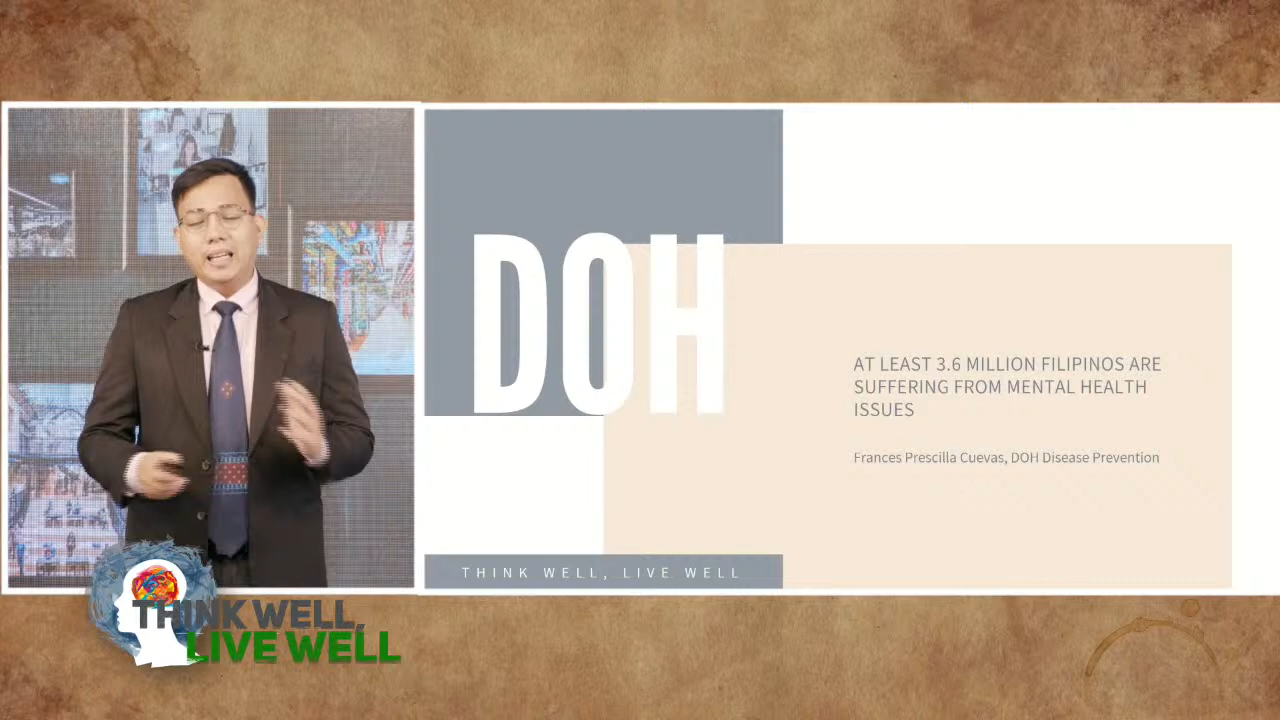 DOH
AT LEAST 3.6 MILLION FILIPINOS ARE
SUFFERING FROM MENTAL HEALTH
ISSUES
Frances Prescilla Cuevas, DOH Disease Prevention
THINK WELL, LIVE WELL
THINK WELL,
LIVE WELL